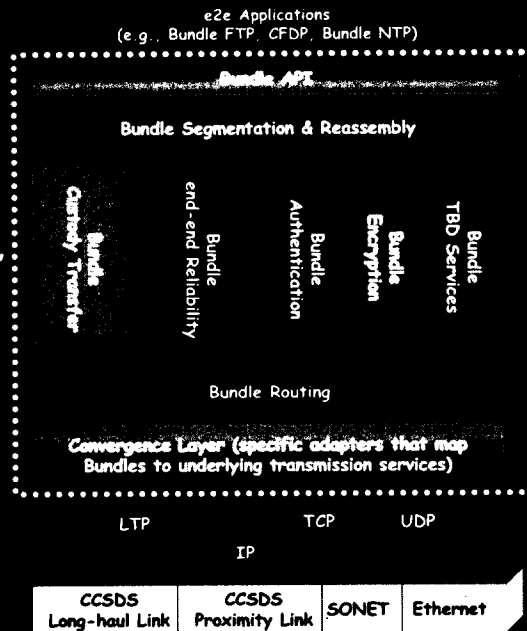 e2e Applications
(e.g., Bundle FTP, CFDP, Bundle NTP)
Bundle API
Bundle Segmentation & Reassembly
Bundle
Custody Transfer
Bundle
end-end Reliability
Bundle
Authentication
Bundle
Encryption
Bundle
TBD Services
Bundle Routing
Convergence Layer (specific adapters that map
Bundles to underlying transmission services)
LTP
TCP
UDP
IP
CCSDS
Long-haul Link
CCSDS
Proximity Link
SONET
Ethernet